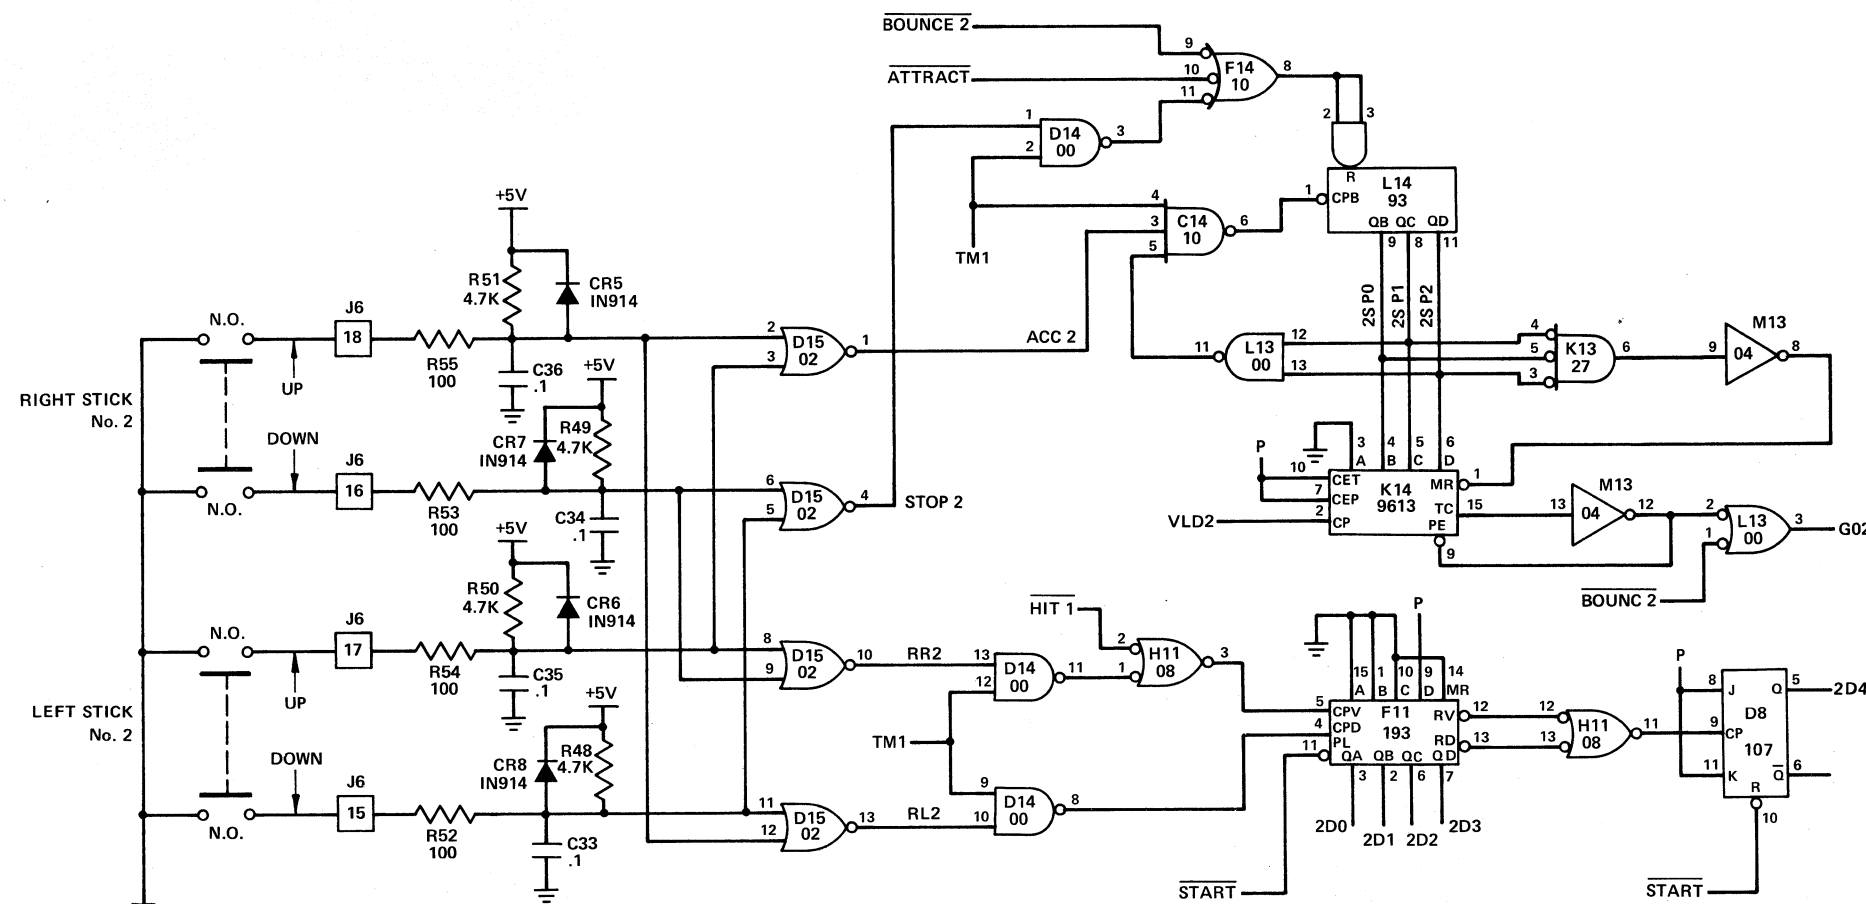 BOUNCE 2
ATTRACT
9
10
11
F14
10
8
2
3
1
2
D14
00
3
TM1
4
3
5
C14
10
6
1
R
CPB
L14
93
QB QC QD
9 8 11
2S P0
2S P1
2S P2
+5V
R51
4.7K
CR5
IN914
N.O.
UP
J6
18
R55
100
C36
.1
2
3
D15
02
1
ACC 2
11
L13
00
12
13
4
5
3
K13
27
6
9
M13
04
8
RIGHT STICK
No. 2
DOWN
N.O.
J6
16
R53
100
+5V
CR7
IN914
R49
4.7K
C34
.1
6
5
D15
02
4
STOP 2
P
10
7
2
VLD2
3 4 5 6
A B C D
CET
CEP
CP
K14
9613
MR
TC
PE
1
15
9
13
M13
04
12
2
1
L13
00
3
G02
BOUNC 2
+5V
R50
4.7K
CR6
IN914
N.O.
UP
J6
17
R54
100
C35
.1
8
9
D15
02
10
RR2
13
12
D14
00
11
HIT 1
2
1
H11
08
3
P
15 1 10 9 14
A B C D MR
5
4
11
CPV
CPD
PL
F11
193
RV
RD
12
13
QA QB QC QD
3 2 6 7
2D0
2D1
2D2
2D3
12
13
H11
08
11
P
8
9
11
J
CP
K
D8
107
Q
Q
R
5
6
10
2D4
START
LEFT STICK
No. 2
DOWN
N.O.
J6
15
R52
100
+5V
CR8
IN914
R48
4.7K
C33
.1
11
12
D15
02
13
RL2
TM1
9
10
D14
00
8
START